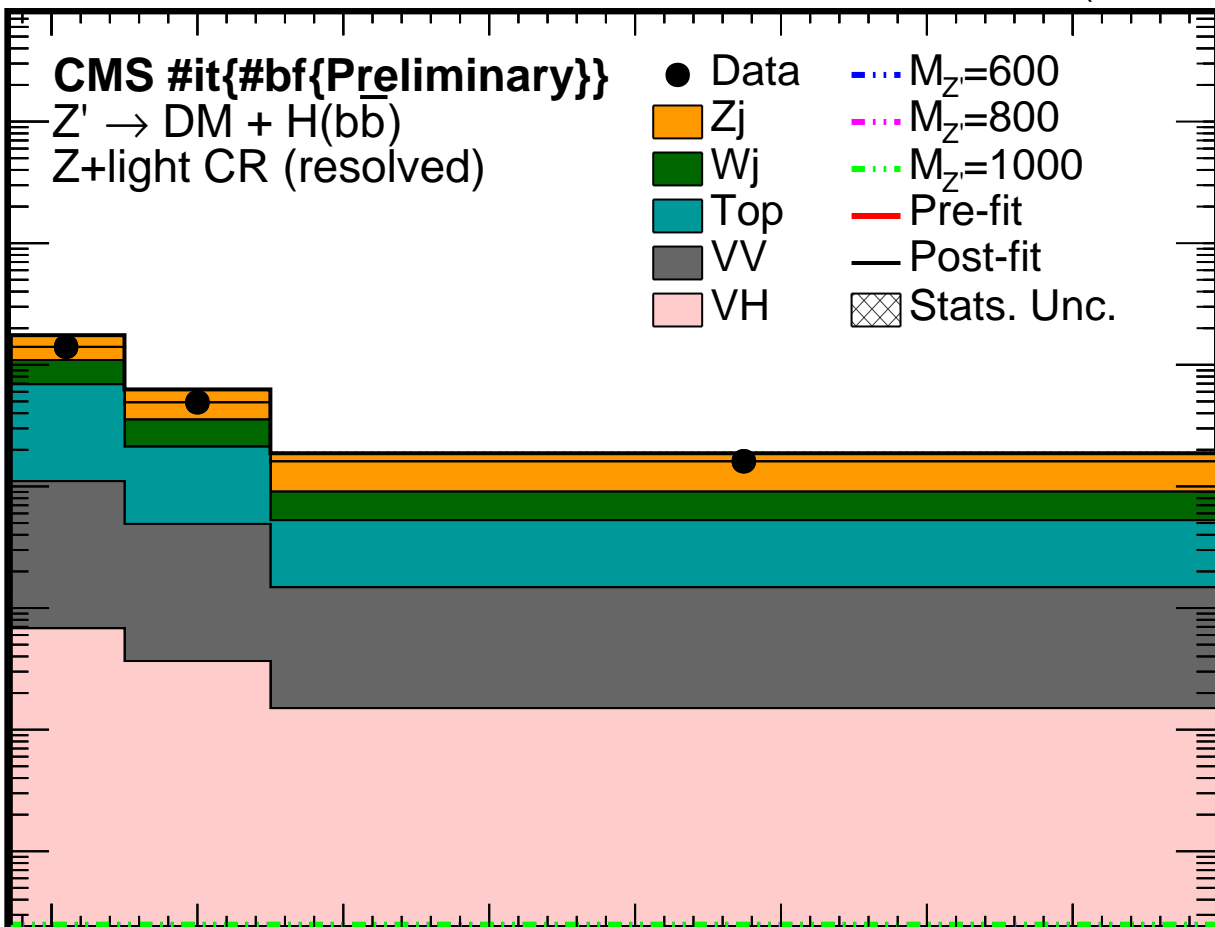 CMS #it{#bf{Preliminary}}
Z' → DM + H(bb̅)
Z+light CR (resolved)
Data
Zj
Wj
Top
VV
VH
M_Z'=600
M_Z'=800
M_Z'=1000
Pre-fit
Post-fit
Stats. Unc.